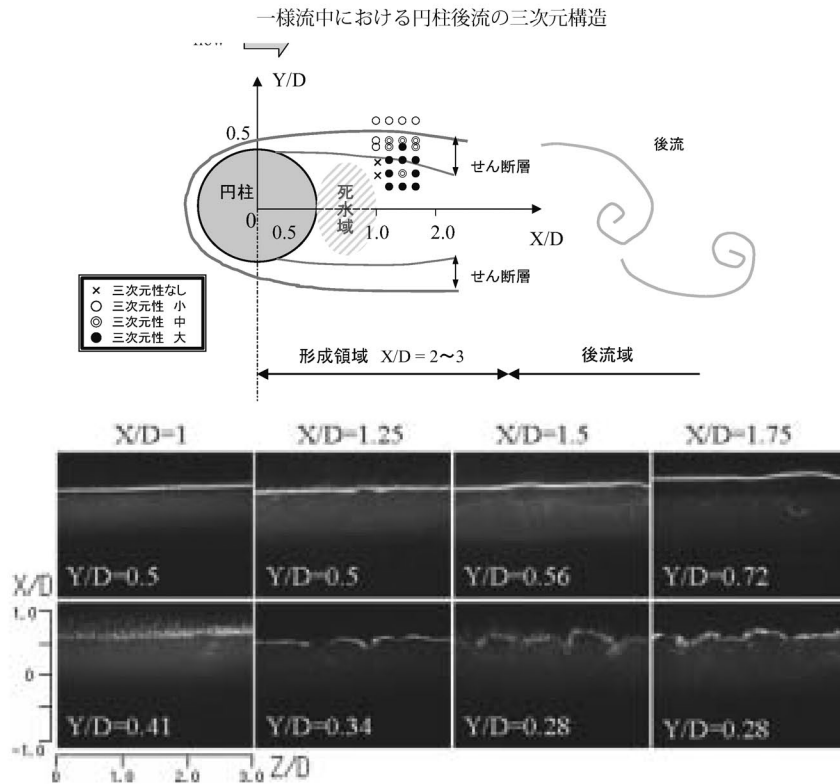 一様流中における円柱後流の三次元構造
Y/D
0.5
後流
せん断層
円柱
死水域
0
0.5
1.0
2.0
X/D
せん断層
× 三次元性なし
○ 三次元性 小
◎ 三次元性 中
● 三次元性 大
形成領域 X/D = 2～3
後流域
X/D=1
X/D=1.25
X/D=1.5
X/D=1.75
Y/D=0.5
Y/D=0.5
Y/D=0.56
Y/D=0.72
X/D
1.0
0
-1.0
Y/D=0.41
Y/D=0.34
Y/D=0.28
Y/D=0.28
0
1.0
2.0
3.0
Z/D